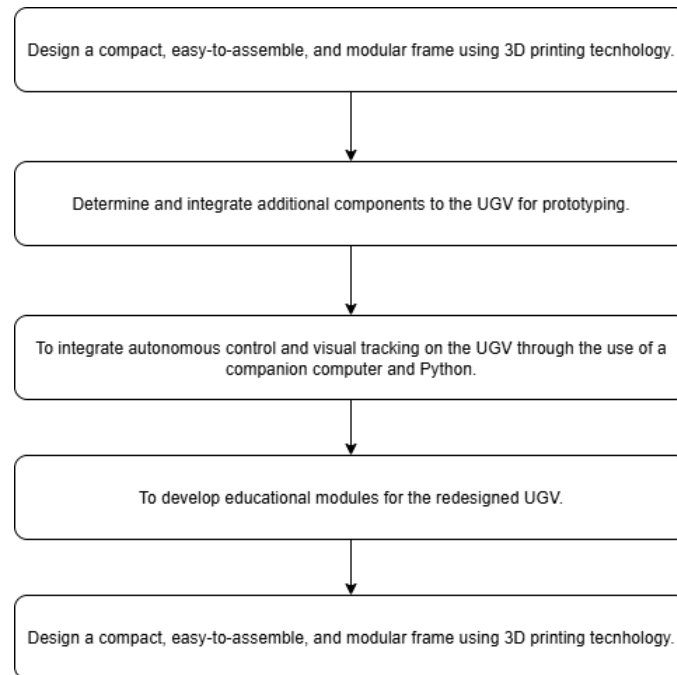 Design a compact, easy-to-assemble, and modular frame using 3D printing tecnhology.
Determine and integrate additional components to the UGV for prototyping.
To integrate autonomous control and visual tracking on the UGV through the use of a
companion computer and Python.
To develop educational modules for the redesigned UGV.
Design a compact, easy-to-assemble, and modular frame using 3D printing tecnhology.